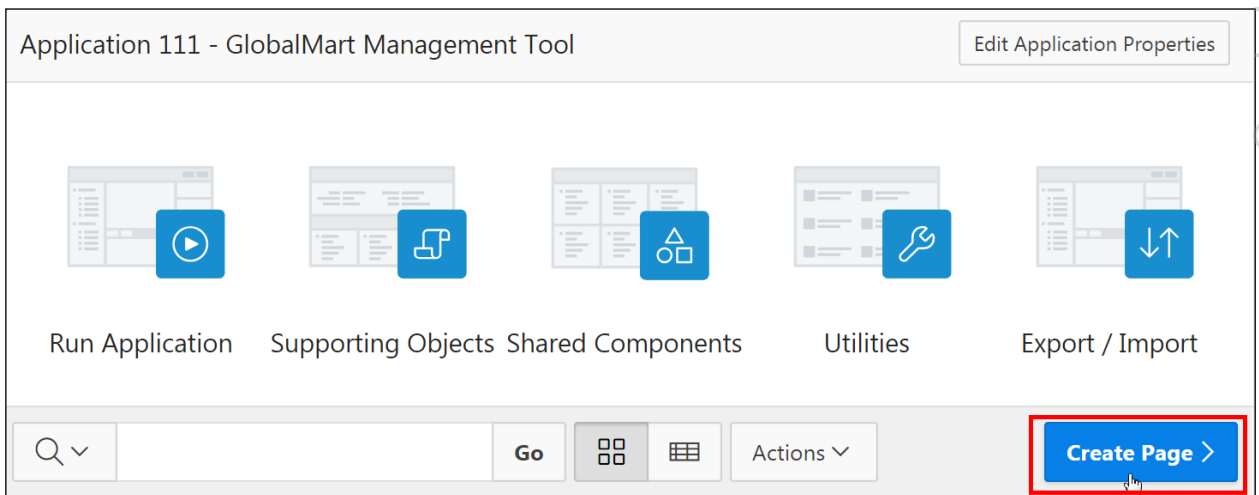 Application 111 - GlobalMart Management Tool
Edit Application Properties
Run Application
Supporting Objects
Shared Components
Utilities
Export / Import
Go
Actions
Create Page